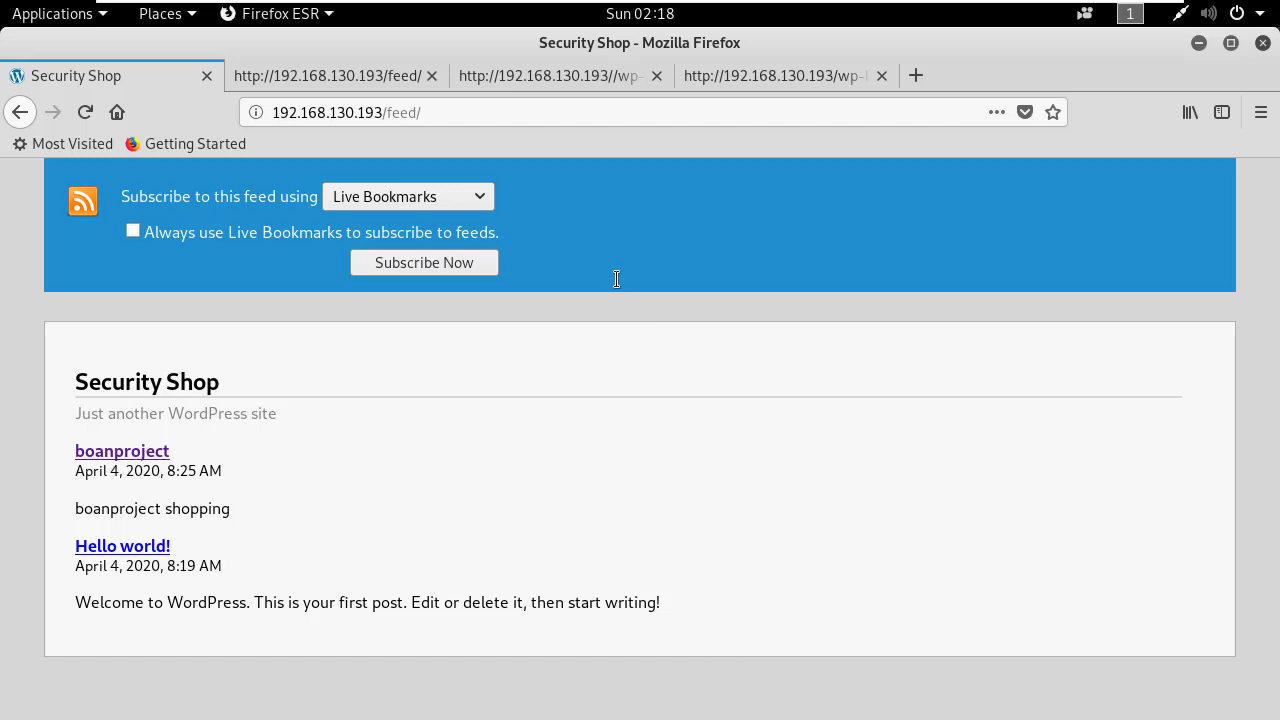 Applications Places Firefox ESR Sun 02:18 1
Security Shop - Mozilla Firefox
Security Shop http://192.168.130.193/feed/ http://192.168.130.193//wp- http://192.168.130.193/wp-
192.168.130.193/feed/
Most Visited Getting Started
Subscribe to this feed using Live Bookmarks
Always use Live Bookmarks to subscribe to feeds.
Subscribe Now
Security Shop
Just another WordPress site
boanproject
April 4, 2020, 8:25 AM
boanproject shopping
Hello world!
April 4, 2020, 8:19 AM
Welcome to WordPress. This is your first post. Edit or delete it, then start writing!